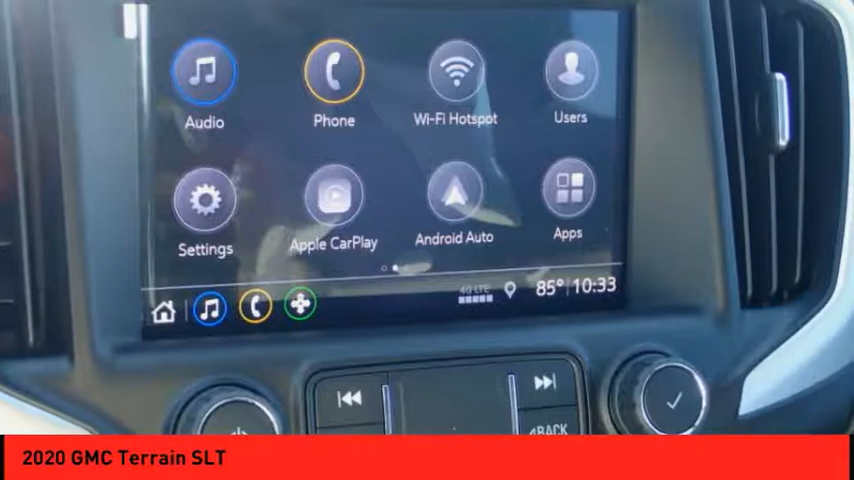 Audio Phone Wi-Fi Hotspot Users
Settings Apple CarPlay Android Auto Apps
4G LTE 85° 10:33
BACK
2020 GMC Terrain SLT